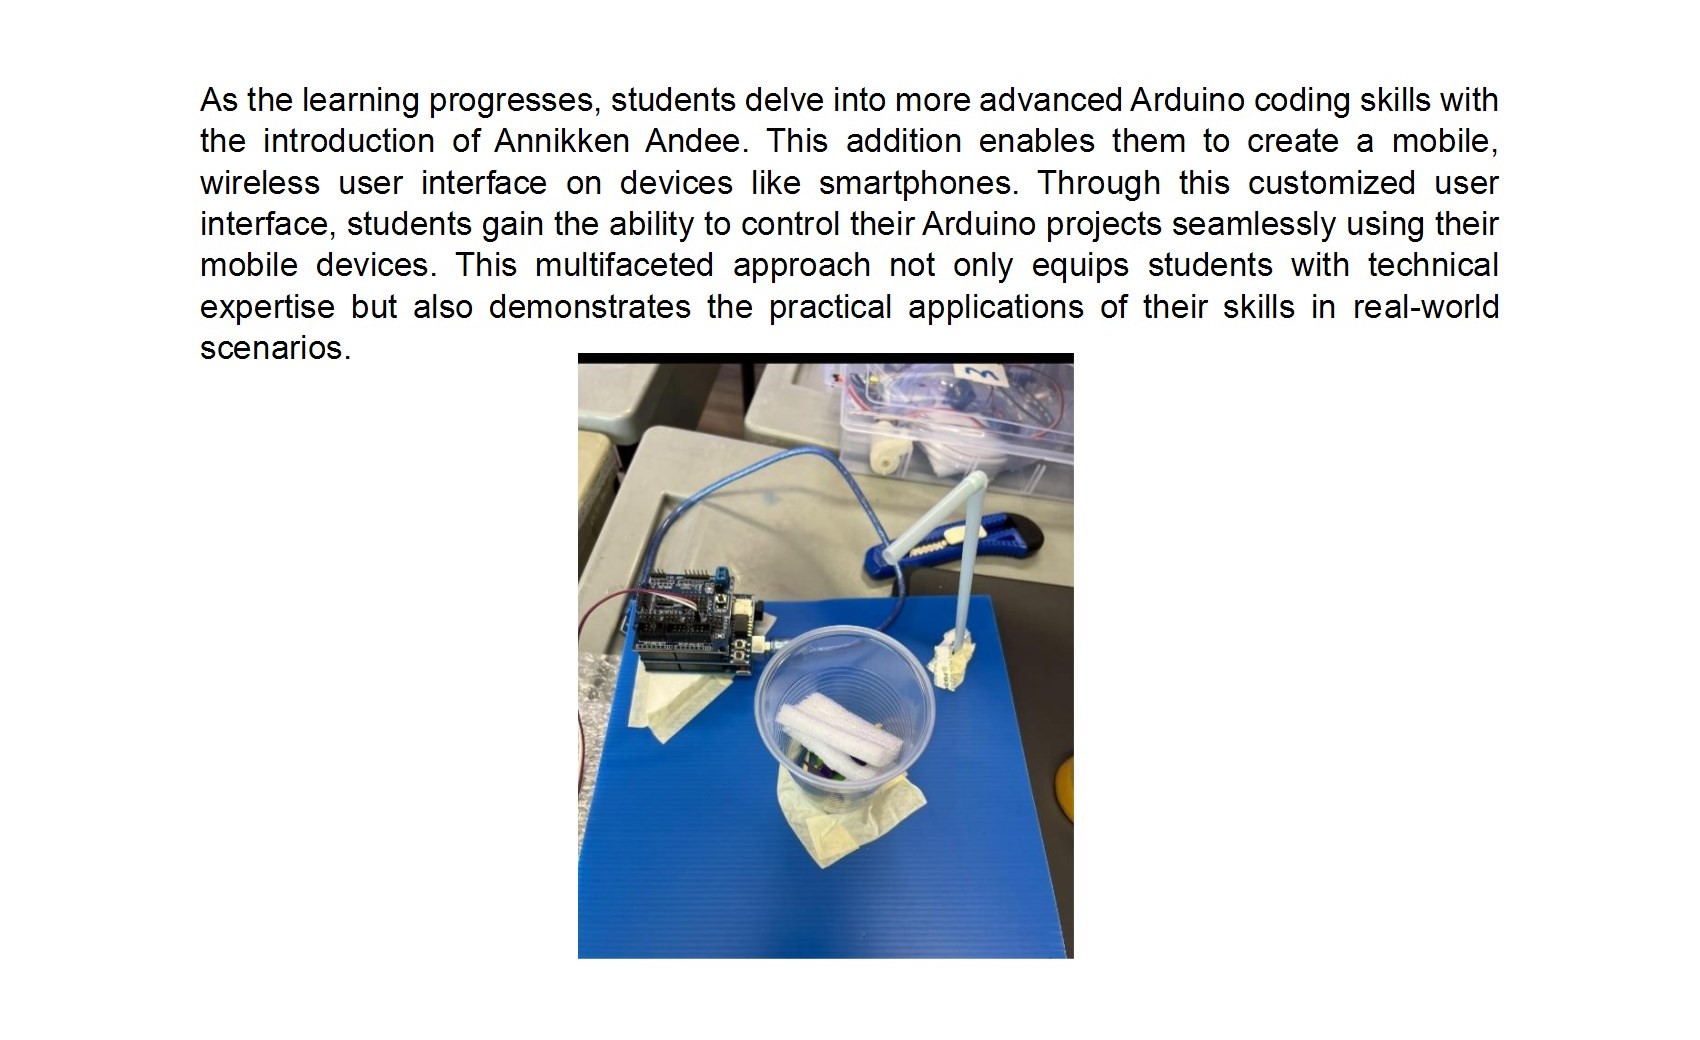 As the learning progresses, students delve into more advanced Arduino coding skills with
the introduction of Annikken Andee. This addition enables them to create a mobile,
wireless user interface on devices like smartphones. Through this customized user
interface, students gain the ability to control their Arduino projects seamlessly using their
mobile devices. This multifaceted approach not only equips students with technical
expertise but also demonstrates the practical applications of their skills in real-world
scenarios.
3